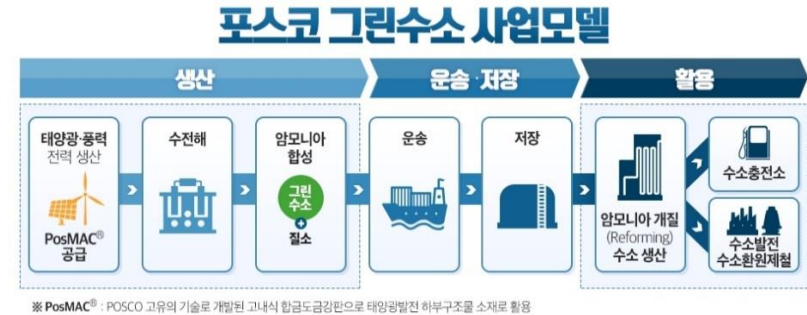 포스코 그린수소 사업모델
생산
운송·저장
활용
태양광·풍력
전력 생산
PosMAC®
공급
수전해
암모니아
합성
그린
수소
+
질소
운송
저장
암모니아 개질
(Reforming)
수소 생산
수소충전소
수소발전
수소환원제철
※ PosMAC® : POSCO 고유의 기술로 개발된 고내식 합금도금강판으로 태양광발전 하부구조물 소재로 활용